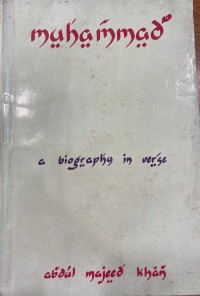 muhammad
a biography in verse
abdul majeed khan